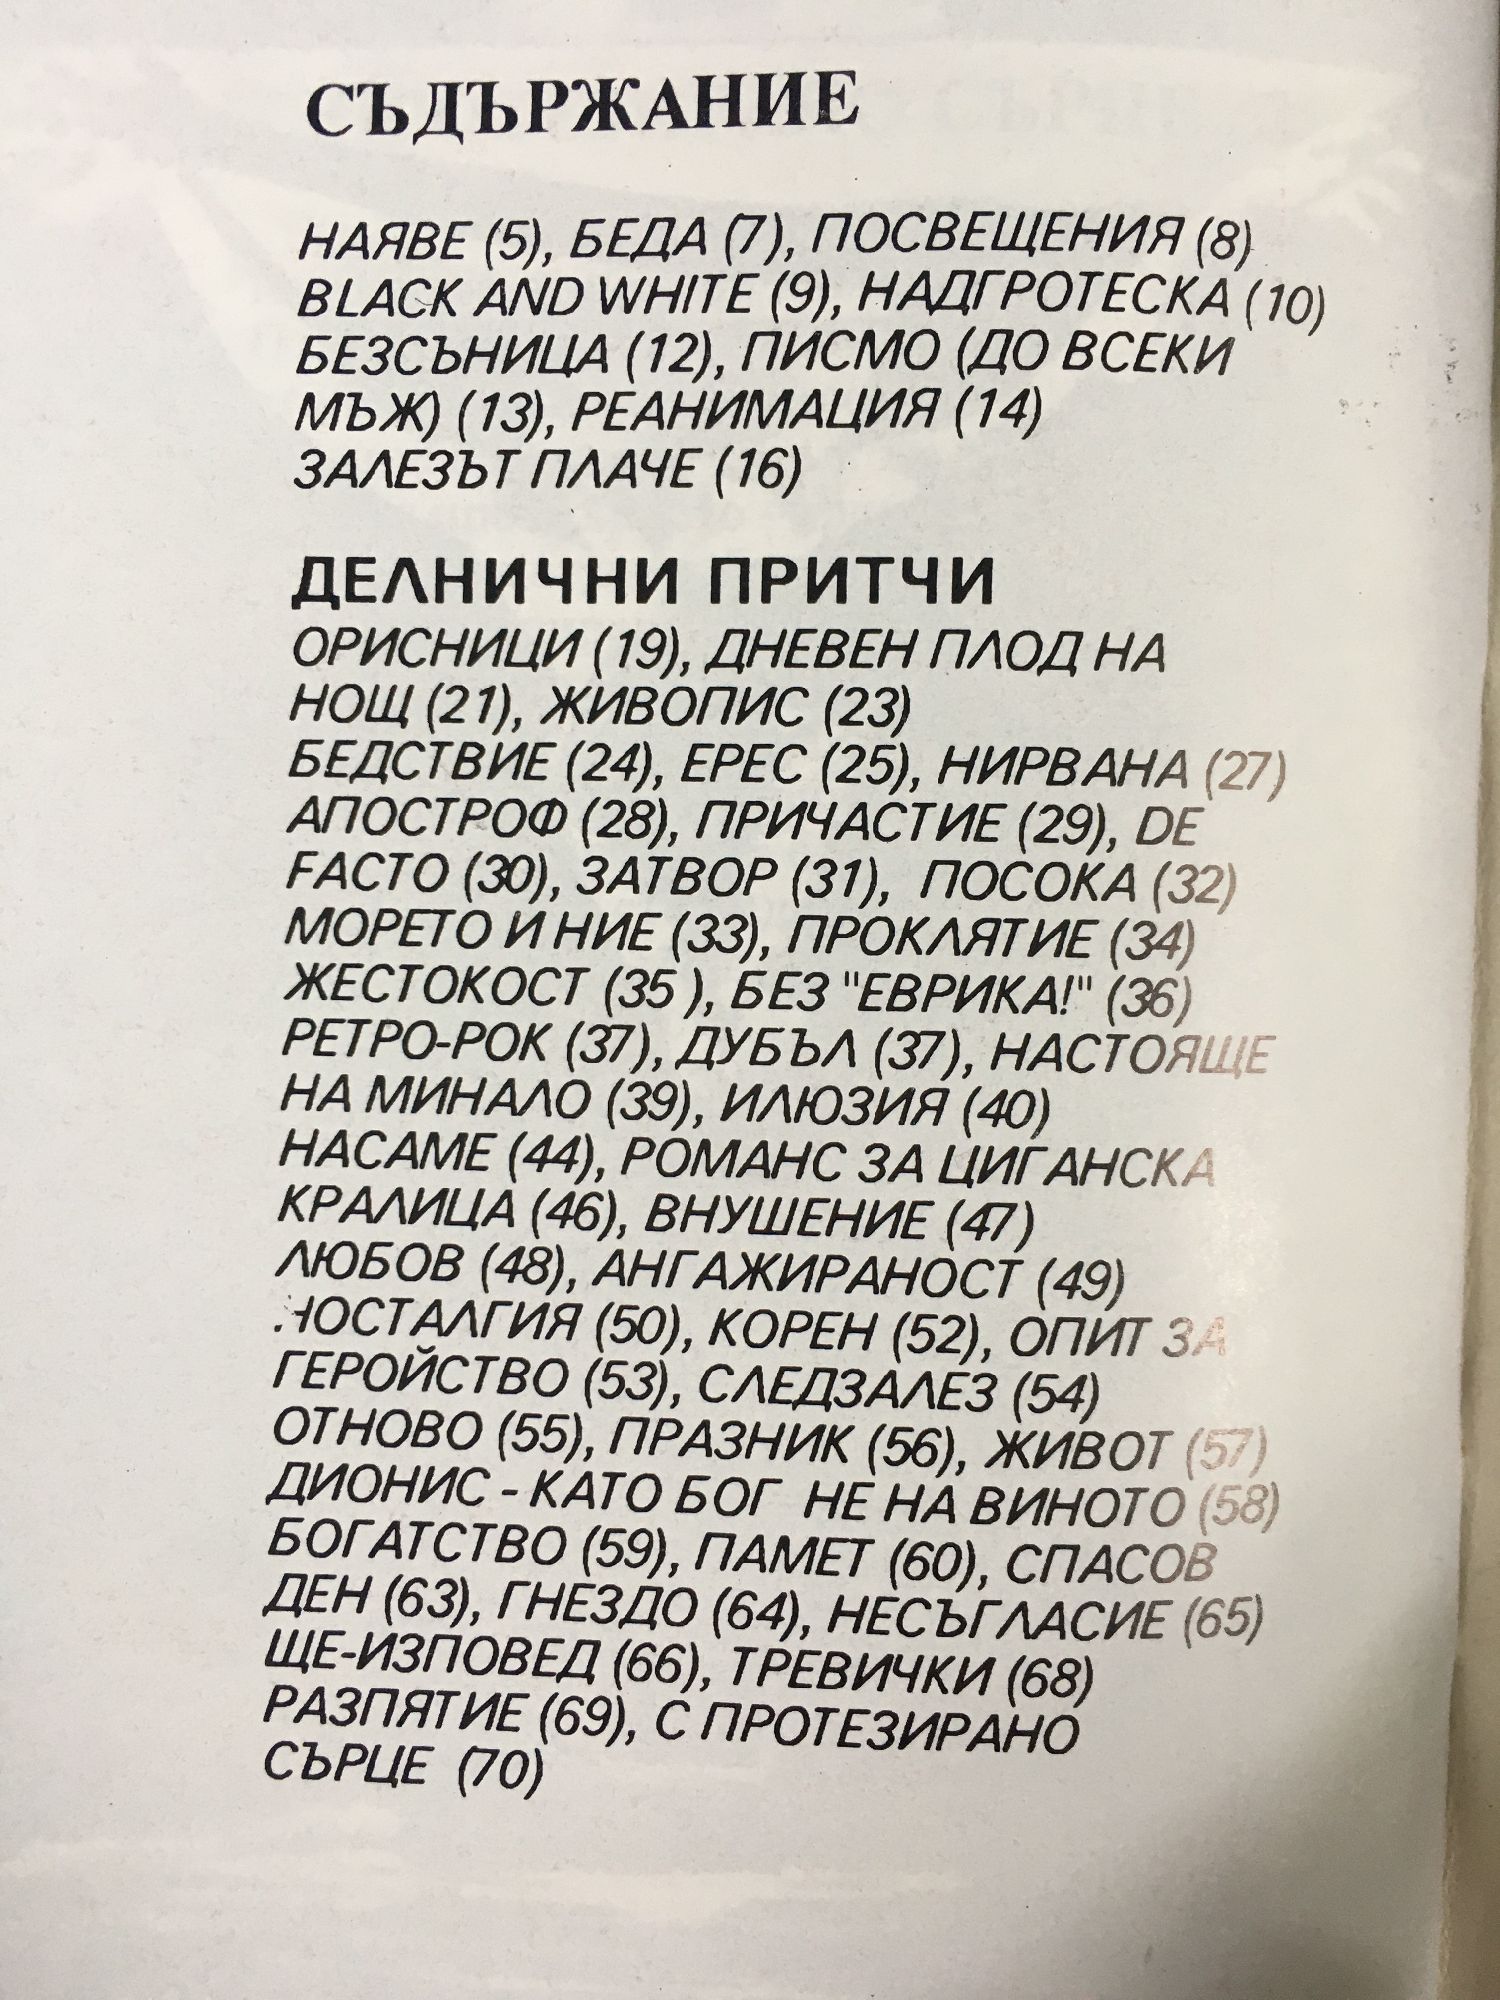 СЪДЪРЖАНИЕ
НАЯВЕ (5), БЕДА (7), ПОСВЕЩЕНИЯ (8)
BLACK AND WHITE (9), НАДГРОТЕСКА (10)
БЕЗСЪНИЦА (12), ПИСМО (ДО ВСЕКИ
МЪЖ) (13), РЕАНИМАЦИЯ (14)
ЗАЛЕЗЪТ ПЛАЧЕ (16)
ДЕЛНИЧНИ ПРИТЧИ
ОРИСНИЦИ (19), ДНЕВЕН ПЛОД НА
НОЩ (21), ЖИВОПИС (23)
БЕДСТВИЕ (24), ЕРЕС (25), НИРВАНА (27)
АПОСТРОФ (28), ПРИЧАСТИЕ (29), DE
FACTO (30), ЗАТВОР (31), ПОСОКА (32)
МОРЕТО И НИЕ (33), ПРОКЛЯТИЕ (34)
ЖЕСТОКОСТ (35 ), БЕЗ "ЕВРИКА!" (36)
РЕТРО-РОК (37), ДУБЪЛ (37), НАСТОЯЩЕ
НА МИНАЛО (39), ИЛЮЗИЯ (40)
НАСАМЕ (44), РОМАНС ЗА ЦИГАНСКА
КРАЛИЦА (46), ВНУШЕНИЕ (47)
ЛЮБОВ (48), АНГАЖИРАНОСТ (49)
НОСТАЛГИЯ (50), КОРЕН (52), ОПИТ ЗА
ГЕРОЙСТВО (53), СЛЕДЗАЛЕЗ (54)
ОТНОВО (55), ПРАЗНИК (56), ЖИВОТ (57)
ДИОНИС - КАТО БОГ НЕ НА ВИНОТО (58)
БОГАТСТВО (59), ПАМЕТ (60), СПАСОВ
ДЕН (63), ГНЕЗДО (64), НЕСЪГЛАСИЕ (65)
ЩЕ-ИЗПОВЕД (66), ТРЕВИЧКИ (68)
РАЗПЯТИЕ (69), С ПРОТЕЗИРАНО
СЪРЦЕ (70)